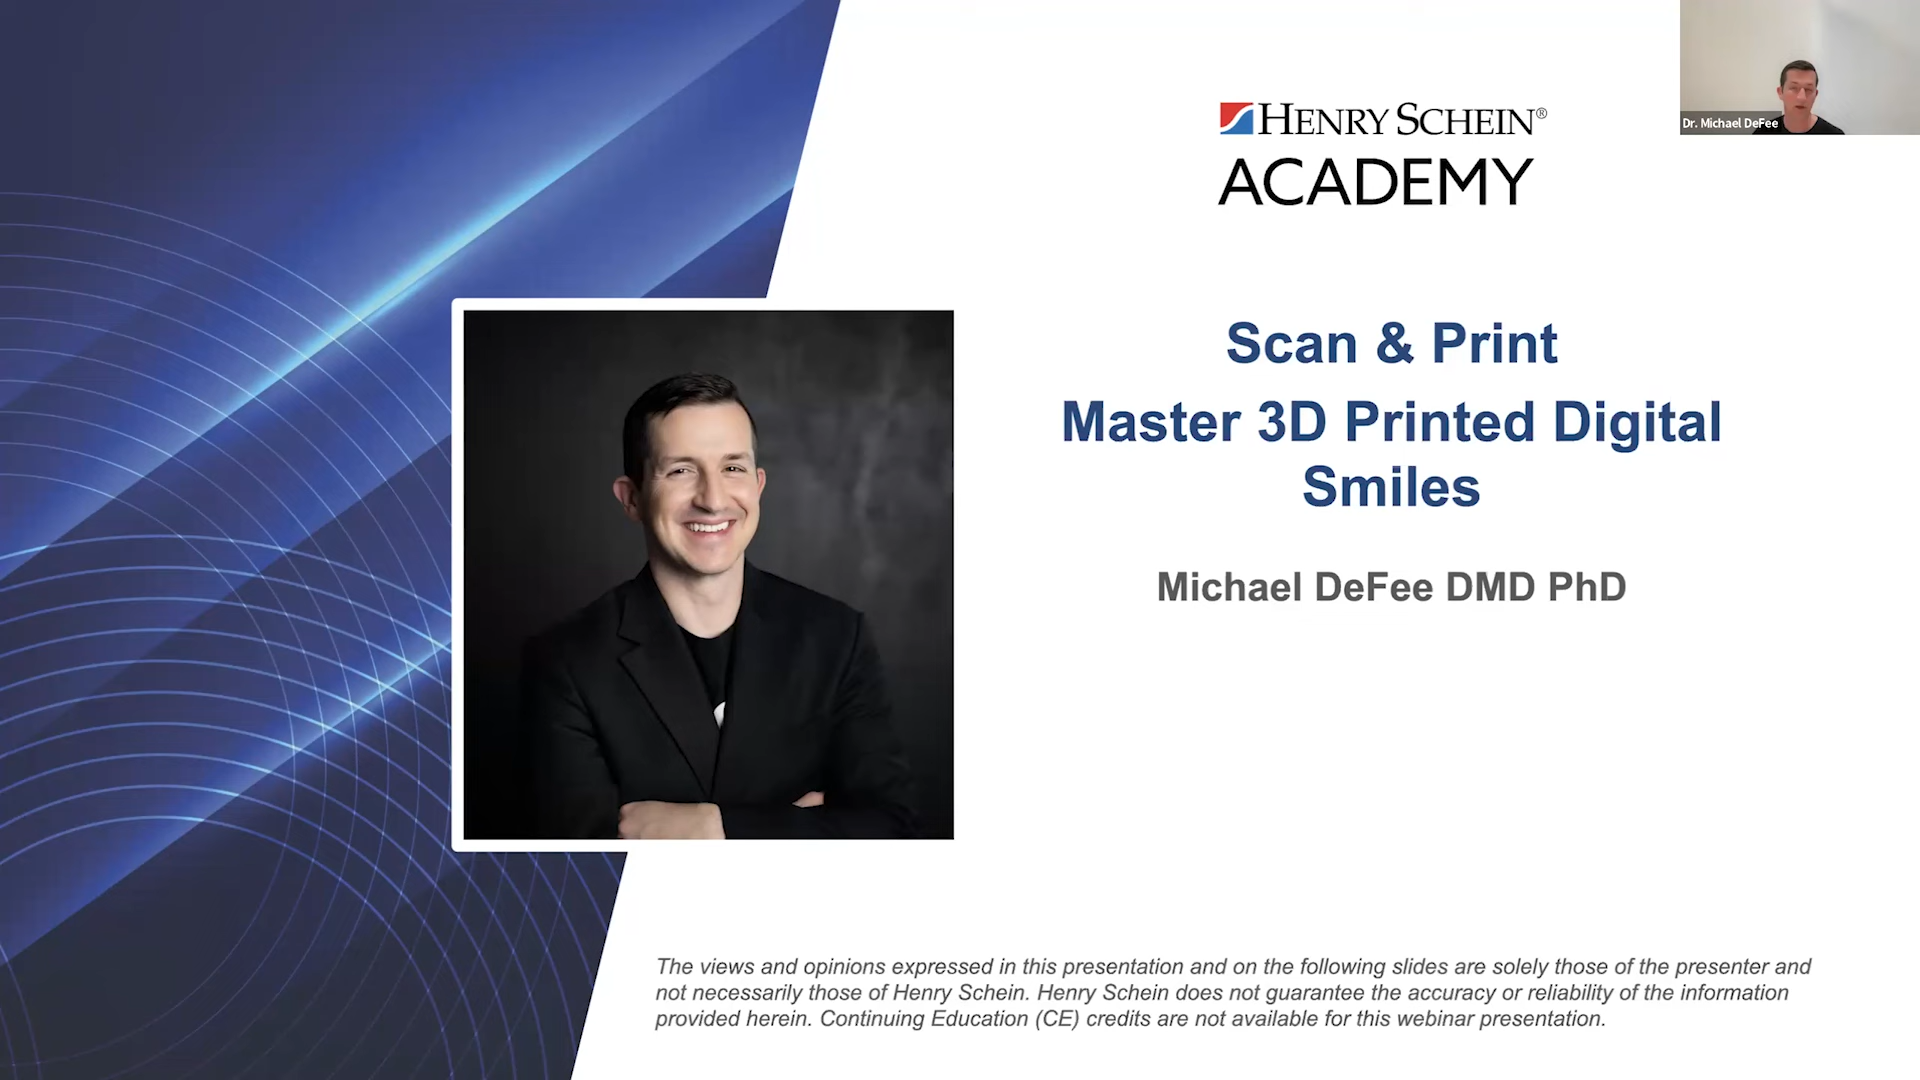 HENRY SCHEIN®
ACADEMY
Dr. Michael DeFee
Scan & Print
Master 3D Printed Digital
Smiles
Michael DeFee DMD PhD
The views and opinions expressed in this presentation and on the following slides are solely those of the presenter and
not necessarily those of Henry Schein. Henry Schein does not guarantee the accuracy or reliability of the information
provided herein. Continuing Education (CE) credits are not available for this webinar presentation.